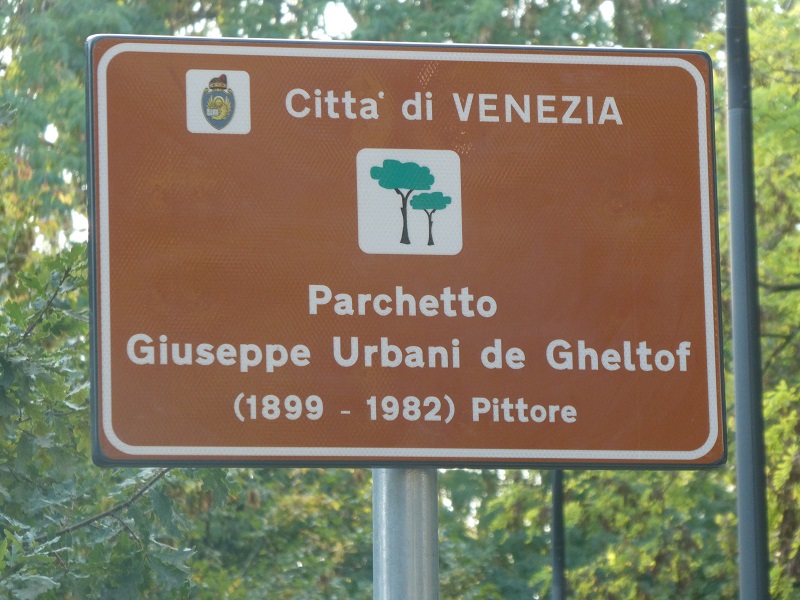 Citta' di VENEZIA
Parchetto
Giuseppe Urbani de Gheltof
(1899 - 1982) Pittore